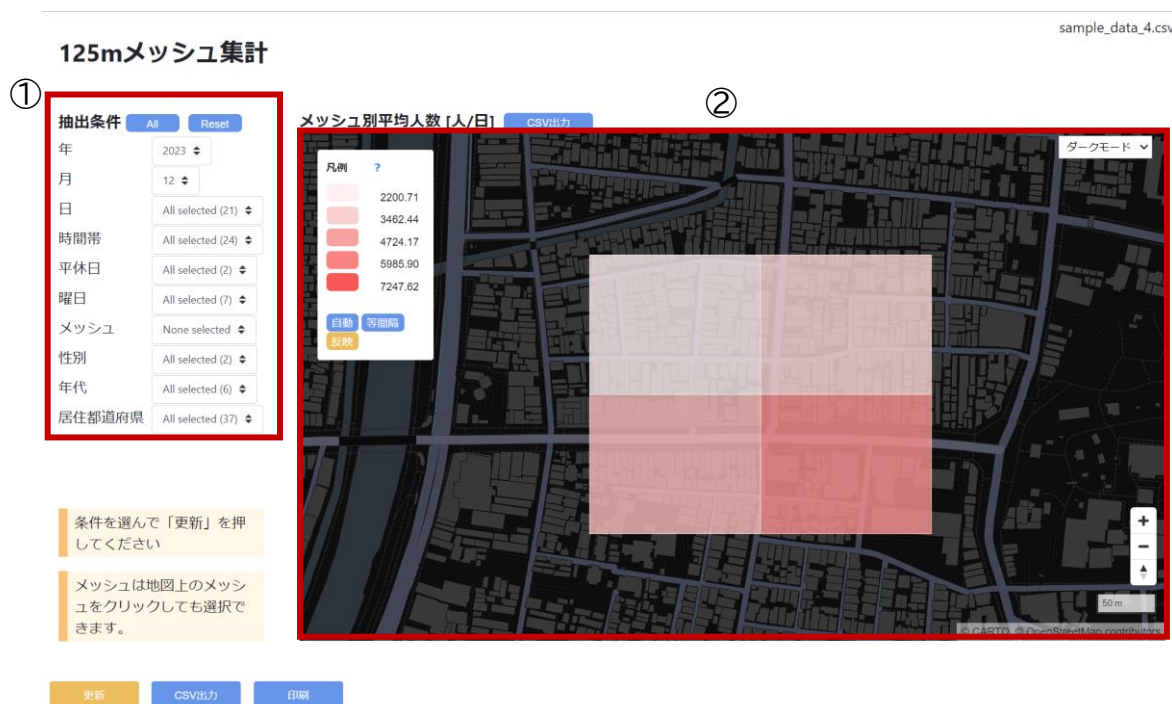 sample_data_4.csv
125mメッシュ集計
①
②
抽出条件 All Reset
年 2023
月 12
日 All selected (21)
時間帯 All selected (24)
平休日 All selected (2)
曜日 All selected (7)
メッシュ None selected
性別 All selected (2)
年代 All selected (6)
居住都道府県 All selected (37)
条件を選んで「更新」を押
してください
メッシュは地図上のメッシ
ュをクリックしても選択で
きます。
更新 CSV出力 印刷
メッシュ別平均人数 [人/日] CSV出力
ダークモード
凡例 ?
2200.71
3462.44
4724.17
5985.90
7247.62
自動 等間隔
反映
+
−
50 m
© CARTO, © OpenStreetMap contributors